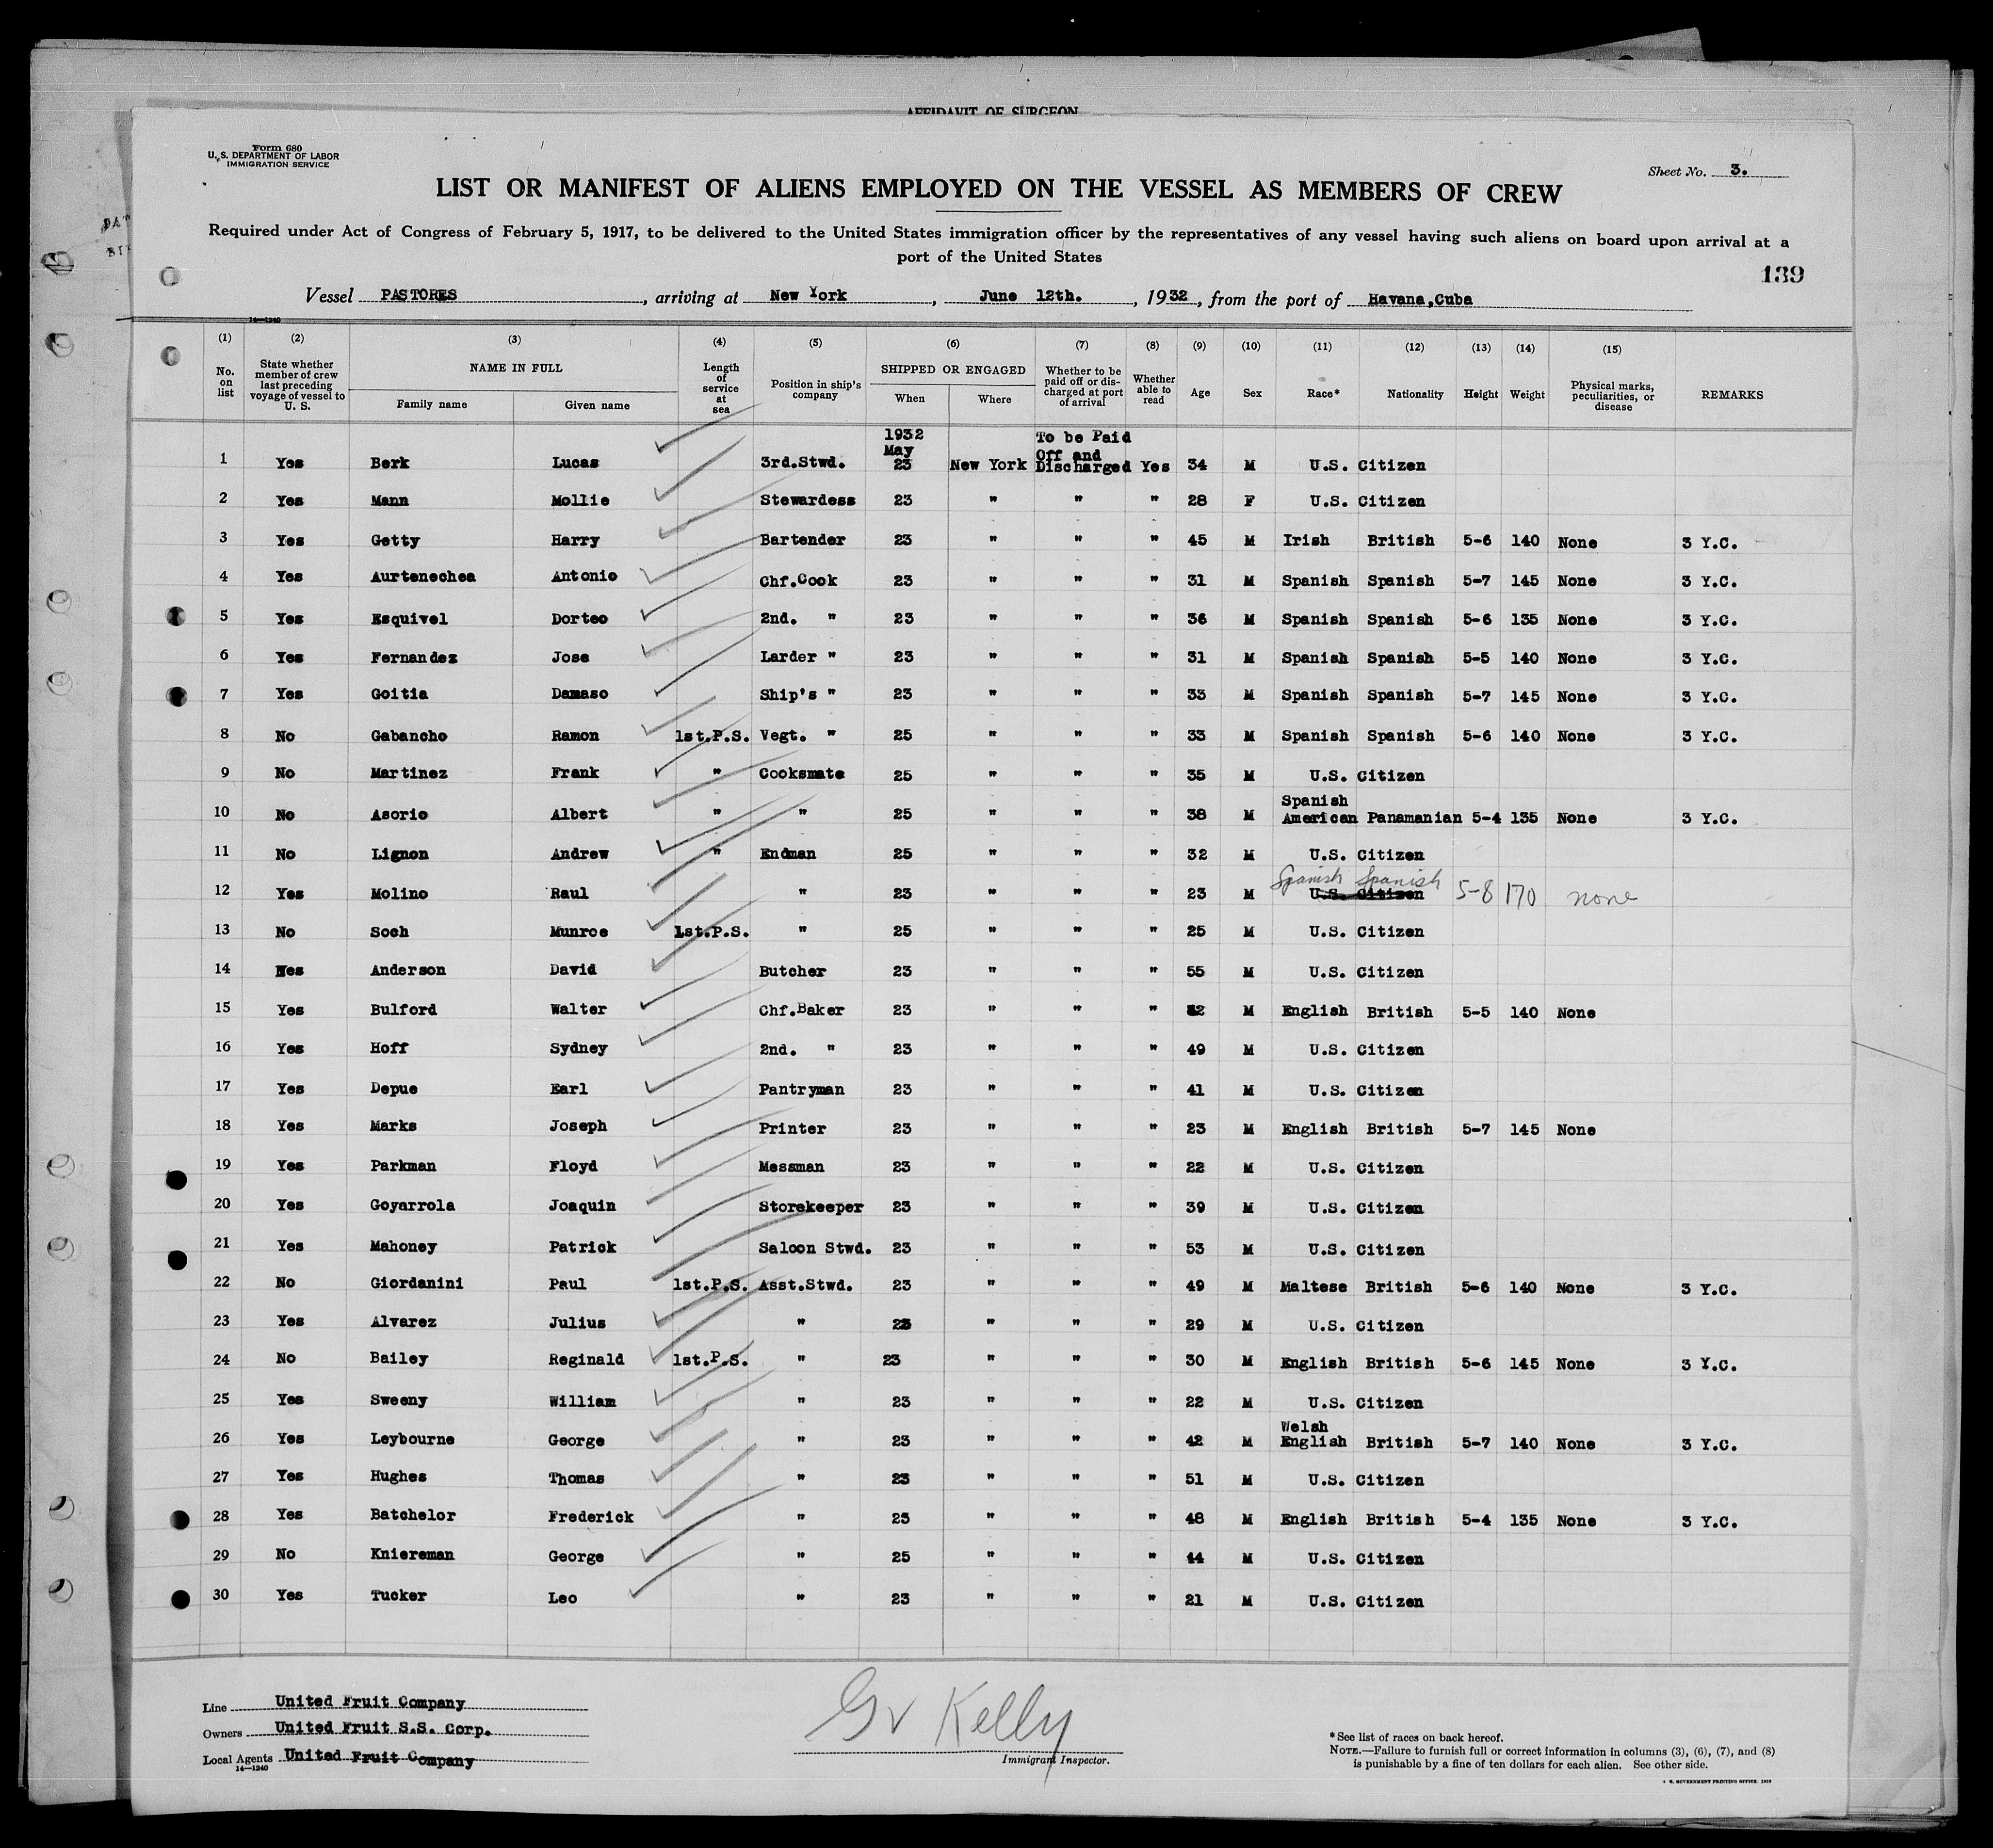 AFFIDAVIT OF SURGEON
Form 680
U. S. DEPARTMENT OF LABOR
IMMIGRATION SERVICE
Sheet No. 3.
LIST OR MANIFEST OF ALIENS EMPLOYED ON THE VESSEL AS MEMBERS OF CREW
Required under Act of Congress of February 5, 1917, to be delivered to the United States immigration officer by the representatives of any vessel having such aliens on board upon arrival at a
port of the United States
139
Vessel PASTORES, arriving at New York, June 12th., 1932, from the port of Havana,Cuba
14—1240
(1) (2) (3) (4) (5) (6) (7) (8) (9) (10) (11) (12) (13) (14) (15)
No. on list State whether member of crew last preceding voyage of vessel to U. S. NAME IN FULL Family name Given name Length of service at sea Position in ship's company SHIPPED OR ENGAGED When Where Whether to be paid off or discharged at port of arrival Whether able to read Age Sex Race* Nationality Height Weight Physical marks, peculiarities, or disease REMARKS
1932 To be Paid
May Off and
1 Yes Berk Lucas 3rd.Stwd. 23 New York Discharged Yes 34 M U.S. Citizen
2 Yes Mann Mollie Stewardess 23 " " " 28 F U.S. Citizen
3 Yes Getty Harry Bartender 23 " " " 45 M Irish British 5-6 140 None 3 Y.C.
4 Yes Aurtenechea Antonio Chf.Cook 23 " " " 31 M Spanish Spanish 5-7 145 None 3 Y.C.
5 Yes Esquivel Dorteo 2nd. " 23 " " " 36 M Spanish Spanish 5-6 135 None 3 Y.C.
6 Yes Fernandez Jose Larder " 23 " " " 31 M Spanish Spanish 5-5 140 None 3 Y.C.
7 Yes Goitia Damaso Ship's " 23 " " " 33 M Spanish Spanish 5-7 145 None 3 Y.C.
8 No Gabancho Ramon 1st.P.S. Vegt. " 25 " " " 33 M Spanish Spanish 5-6 140 None 3 Y.C.
9 No Martinez Frank " Cooksmate 25 " " " 35 M U.S. Citizen
Spanish
10 No Asorio Albert " " 25 " " " 38 M American Panamanian 5-4 135 None 3 Y.C.
11 No Lignon Andrew " Endman 25 " " " 32 M U.S. Citizen
Spanish Spanish
12 Yes Molino Raul " 23 " " " 23 M U.S. Citizen 5-8 170 none
13 No Soch Munroe 1st.P.S. " 25 " " " 25 M U.S. Citizen
14 Yes Anderson David Butcher 23 " " " 55 M U.S. Citizen
15 Yes Bulford Walter Chf.Baker 23 " " " 32 M English British 5-5 140 None
16 Yes Hoff Sydney 2nd. " 23 " " " 49 M U.S. Citizen
17 Yes Depue Earl Pantryman 23 " " " 41 M U.S. Citizen
18 Yes Marks Joseph Printer 23 " " " 23 M English British 5-7 145 None
19 Yes Parkman Floyd Messman 23 " " " 22 M U.S. Citizen
20 Yes Goyarrola Joaquin Storekeeper 23 " " " 39 M U.S. Citizen
21 Yes Mahoney Patrick Saloon Stwd. 23 " " " 53 M U.S. Citizen
22 No Giordanini Paul 1st.P.S. Asst.Stwd. 23 " " " 49 M Maltese British 5-6 140 None 3 Y.C.
23 Yes Alvarez Julius " 23 " " " 29 M U.S. Citizen
24 No Bailey Reginald 1st.P.S. " 23 " " " 30 M English British 5-6 145 None 3 Y.C.
25 Yes Sweeny William " 23 " " " 22 M U.S. Citizen
Welsh
26 Yes Leybourne George " 23 " " " 42 M English British 5-7 140 None 3 Y.C.
27 Yes Hughes Thomas " 23 " " " 51 M U.S. Citizen
28 Yes Batchelor Frederick " 23 " " " 48 M English British 5-4 135 None 3 Y.C.
29 No Kniereman George " 25 " " " 44 M U.S. Citizen
30 Yes Tucker Leo " 23 " " " 21 M U.S. Citizen
Line United Fruit Company
Owners United Fruit S.S. Corp.
Local Agents United Fruit Company
14—1240
Gv Kelly
Immigrant Inspector.
*See list of races on back hereof.
NOTE.—Failure to furnish full or correct information in columns (3), (6), (7), and (8)
is punishable by a fine of ten dollars for each alien. See other side.
GOVERNMENT PRINTING OFFICE